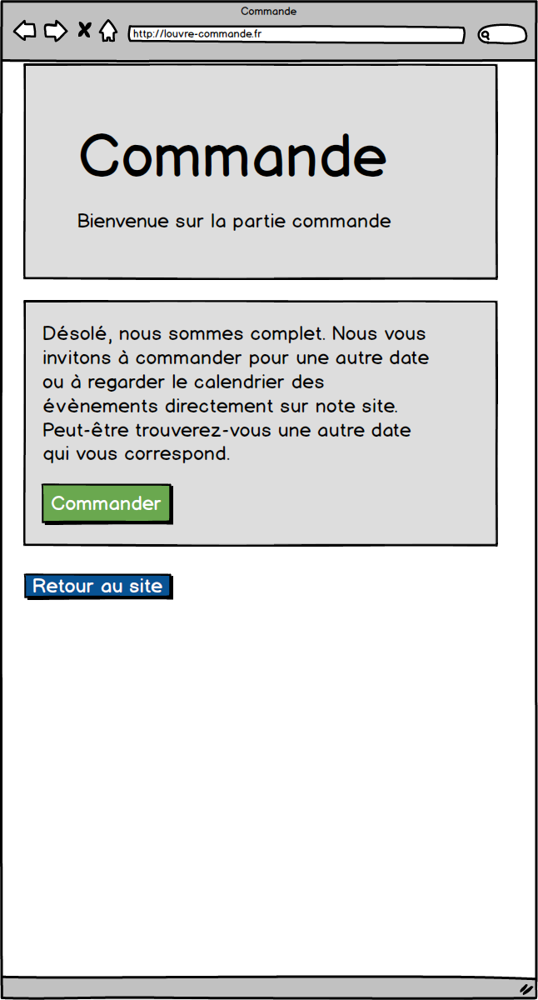 Commande
http://louvre-commande.fr
Commande
Bienvenue sur la partie commande
Désolé, nous sommes complet. Nous vous
invitons à commander pour une autre date
ou à regarder le calendrier des
évènements directement sur note site.
Peut-être trouverez-vous une autre date
qui vous correspond.
Commander
Retour au site